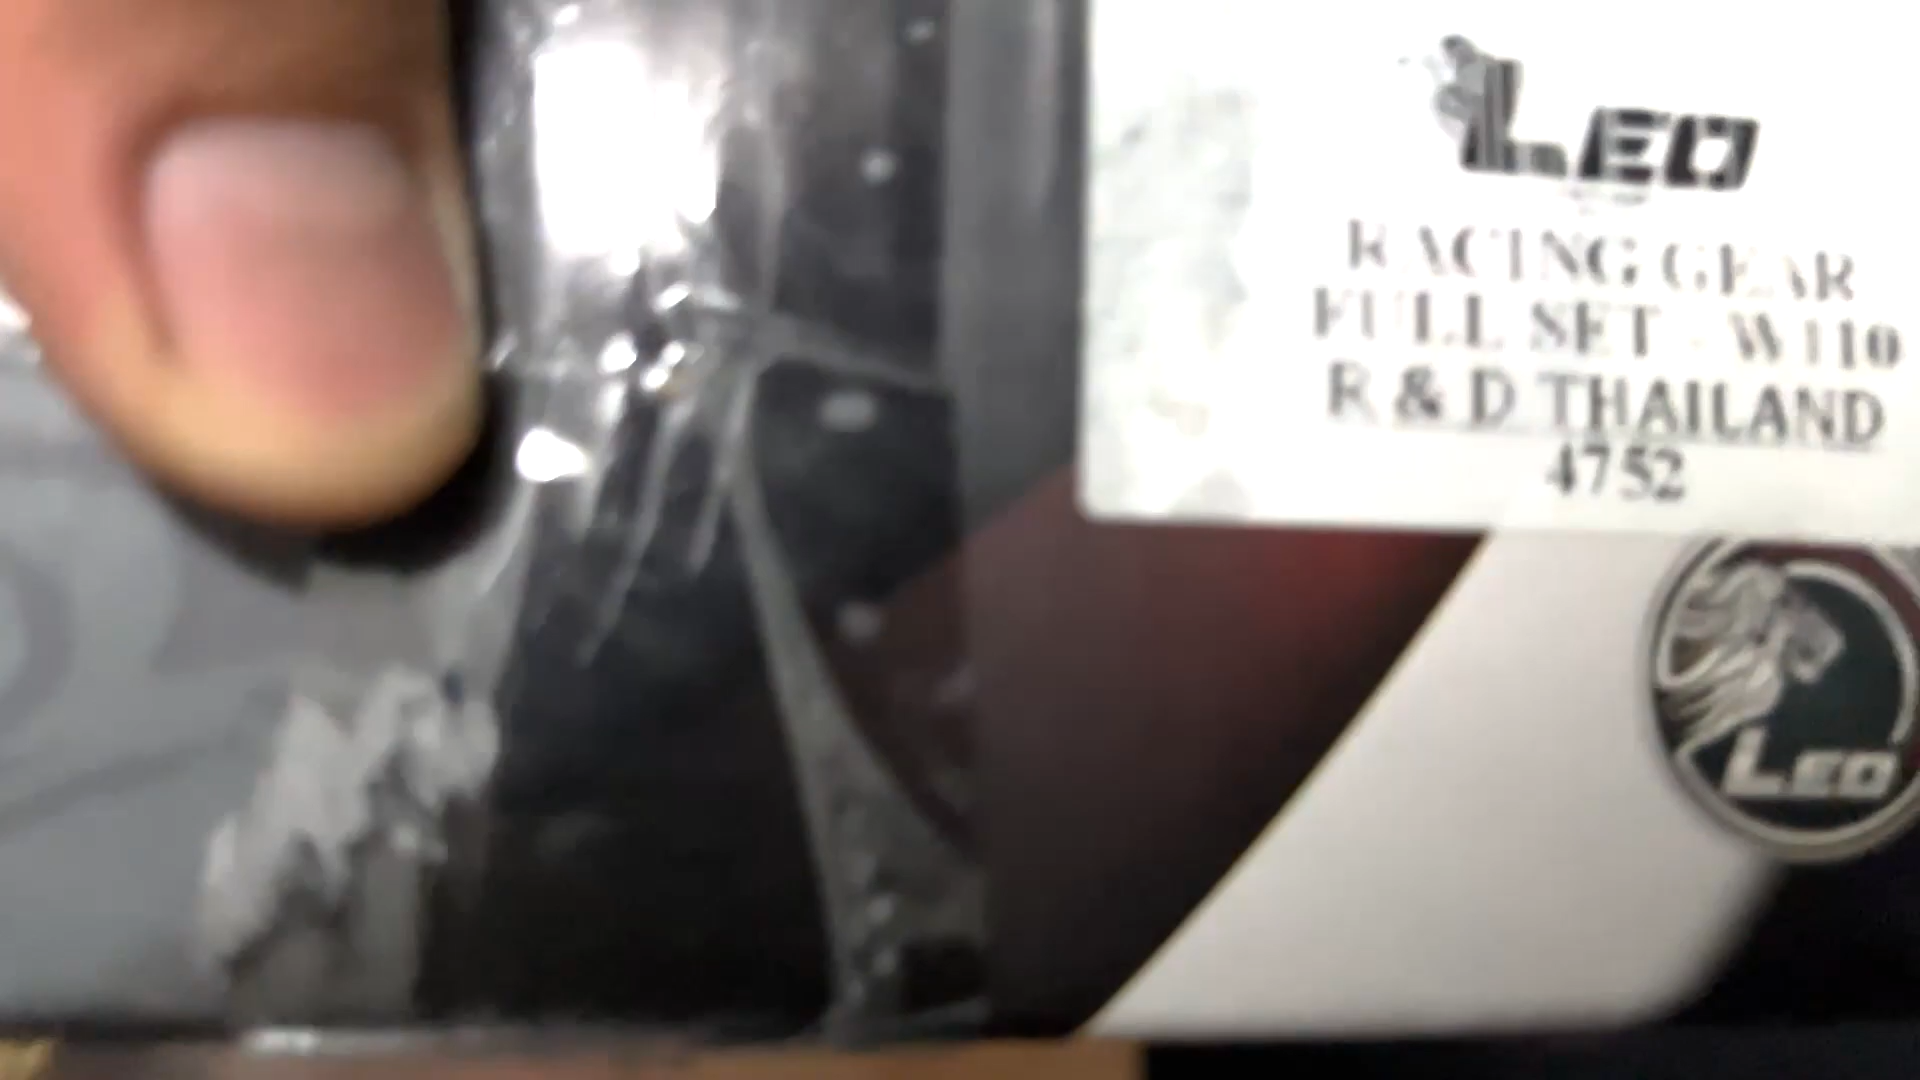 LEO
RACING GEAR
FULL SET - W110
R & D THAILAND
4752
LEO